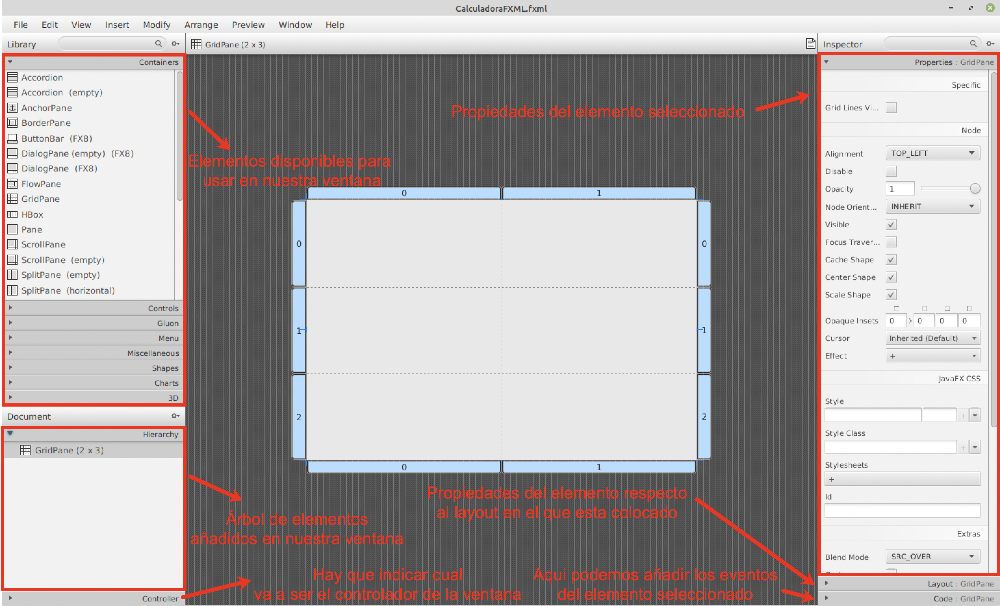 CalculadoraFXML.fxml
File Edit View Insert Modify Arrange Preview Window Help
Library
GridPane (2 x 3)
Inspector
Containers
Accordion
Accordion (empty)
AnchorPane
BorderPane
ButtonBar (FX8)
DialogPane (empty) (FX8)
DialogPane (FX8)
FlowPane
GridPane
HBox
Pane
ScrollPane
ScrollPane (empty)
SplitPane (empty)
SplitPane (horizontal)
Controls
Gluon
Menu
Miscellaneous
Shapes
Charts
3D
Document
Hierarchy
GridPane (2 x 3)
Controller
Elementos disponibles para
usar en nuestra ventana
Propiedades del elemento seleccionado
0 1
0 0
1 1
2 2
0 1
Árbol de elementos
añadidos en nuestra ventana
Propiedades del elemento respecto
al layout en el que esta colocado
Hay que indicar cual
va a ser el controlador de la ventana
Aqui podemos añadir los eventos
del elemento seleccionado
Properties : GridPane
Specific
Grid Lines Vi...
Node
Alignment TOP_LEFT
Disable
Opacity 1
Node Orient... INHERIT
Visible
Focus Traver...
Cache Shape
Center Shape
Scale Shape
Opaque Insets 0 0 0 0
Cursor Inherited (Default)
Effect +
JavaFX CSS
Style
+
Style Class
+
Stylesheets
+
Id
Extras
Blend Mode SRC_OVER
Layout : GridPane
Code : GridPane